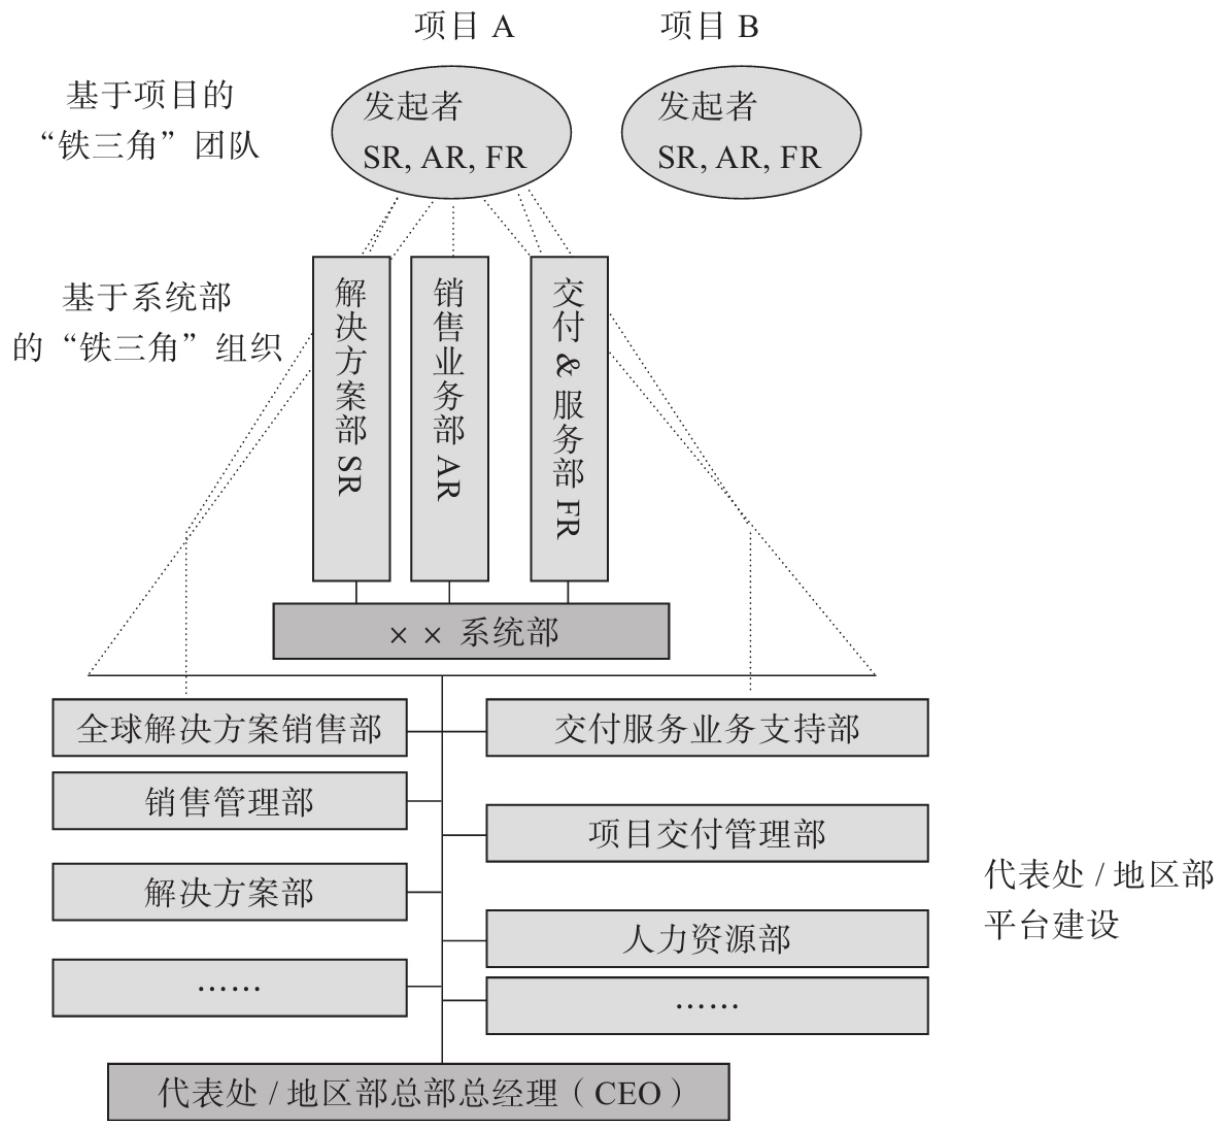 项目 A
项目 B
基于项目的
“铁三角”团队
发起者
SR, AR, FR
发起者
SR, AR, FR
基于系统部
的“铁三角”组织
解决方案部 SR
销售业务部 AR
交付 & 服务部 FR
× × 系统部
全球解决方案销售部
交付服务业务支持部
销售管理部
项目交付管理部
解决方案部
代表处 / 地区部
平台建设
人力资源部
……
……
代表处 / 地区部总部总经理（CEO）